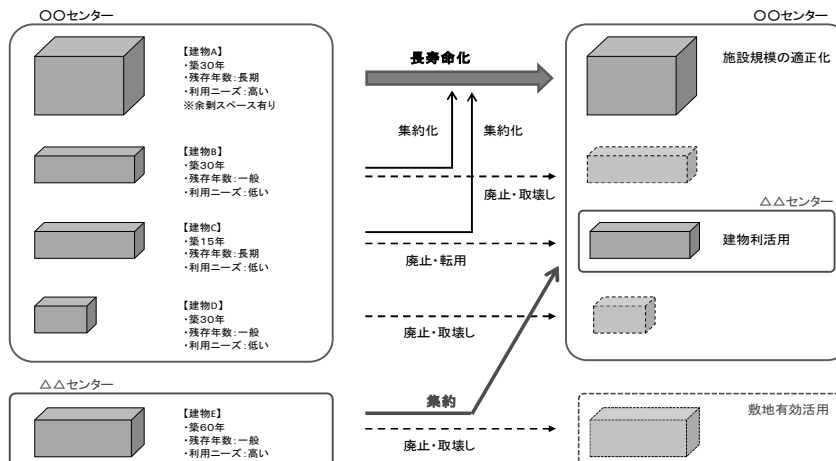 ○○センター
【建物A】
・築30年
・残存年数：長期
・利用ニーズ：高い
※余剰スペース有り
【建物B】
・築30年
・残存年数：一般
・利用ニーズ：低い
【建物C】
・築15年
・残存年数：長期
・利用ニーズ：低い
【建物D】
・築30年
・残存年数：一般
・利用ニーズ：低い
△△センター
【建物E】
・築60年
・残存年数：一般
・利用ニーズ：高い
長寿命化
集約化
集約化
廃止・取壊し
廃止・転用
廃止・取壊し
集約
廃止・取壊し
○○センター
施設規模の適正化
△△センター
建物利活用
敷地有効活用